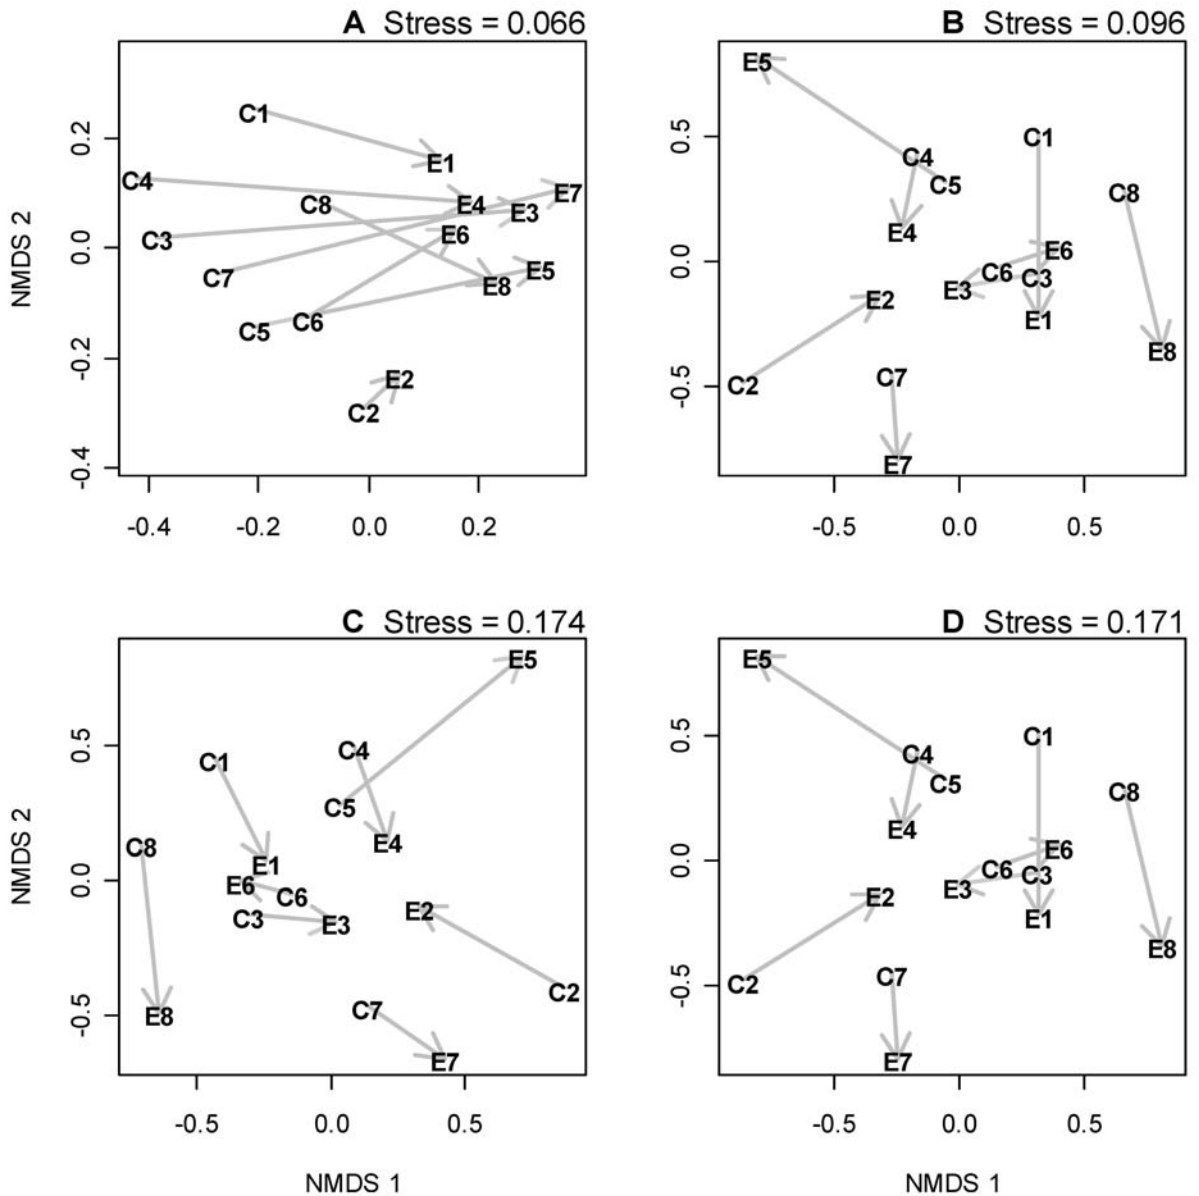 A Stress = 0.066
B Stress = 0.096
NMDS 2
0.2
0.0
-0.2
-0.4
C1
E1
C4
C8
E4
E7
E3
C3
E6
C7
E5
E8
C5
C6
E2
C2
-0.4 -0.2 0.0 0.2
0.5
0.0
-0.5
E5
C4
C5
C1
C8
E4
E6
C6
C3
E3
E2
E1
E8
C7
C2
E7
-0.5 0.0 0.5
C Stress = 0.174
D Stress = 0.171
NMDS 2
0.5
0.0
-0.5
E5
C1
C4
C5
C8
E4
E1
E6
C6
C3
E3
E2
C2
C7
E8
E7
-0.5 0.0 0.5
NMDS 1
0.5
0.0
-0.5
E5
C4
C5
C1
C8
E4
E6
C6
C3
E3
E2
E1
E8
C7
C2
E7
-0.5 0.0 0.5
NMDS 1